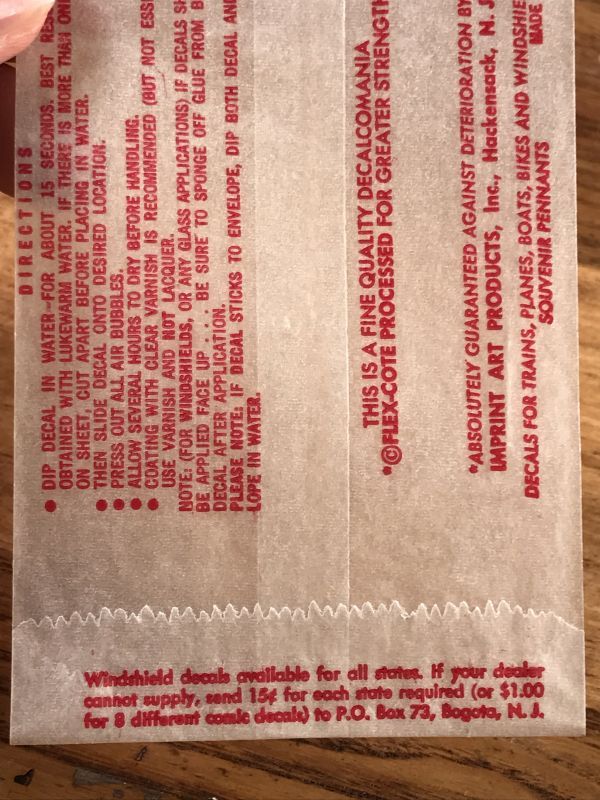 DIRECTIONS
● DIP DECAL IN WATER—FOR ABOUT 15 SECONDS. BEST
OBTAINED WITH LUKEWARM WATER. IF THERE IS MORE THAN
ON SHEET, CUT APART BEFORE PLACING IN WATER.
● THEN SLIDE DECAL ONTO DESIRED LOCATION.
● PRESS OUT ALL AIR BUBBLES.
● ALLOW SEVERAL HOURS TO DRY BEFORE HANDLING.
● COATING WITH CLEAR VARNISH IS RECOMMENDED (BUT NOT
USE VARNISH AND NOT LACQUER.
NOTE: (FOR WINDSHIELDS, OR ANY GLASS APPLICATIONS) IF DECALS
BE APPLIED FACE UP . . . BE SURE TO SPONGE OFF GLUE FROM
DECAL AFTER APPLICATION.
PLEASE NOTE: IF DECAL STICKS TO ENVELOPE, DIP BOTH DECAL AND
LOPE IN WATER.
THIS IS A FINE QUALITY DECALCOMANIA
*©FLEX-COTE PROCESSED FOR GREATER STRENGTH
*ABSOLUTELY GUARANTEED AGAINST DETERIORATION BY
IMPRINT ART PRODUCTS, Inc., Hackensack, N. J.
DECALS FOR TRAINS, PLANES, BOATS, BIKES AND
SOUVENIR PENNANTS
MADE
Windshield decals available for all states. If your dealer
cannot supply, send 15¢ for each state required (or $1.00
for 8 different comic decals) to P.O. Box 73, Bogota, N. J.